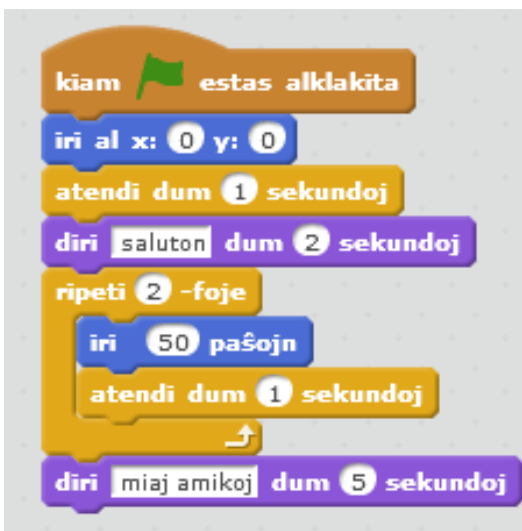 kiam estas alklakita
iri al x: 0 y: 0
atendi dum 1 sekundoj
diri saluton dum 2 sekundoj
ripeti 2 -foje
iri 50 paŝojn
atendi dum 1 sekundoj
diri miaj amikoj dum 5 sekundoj